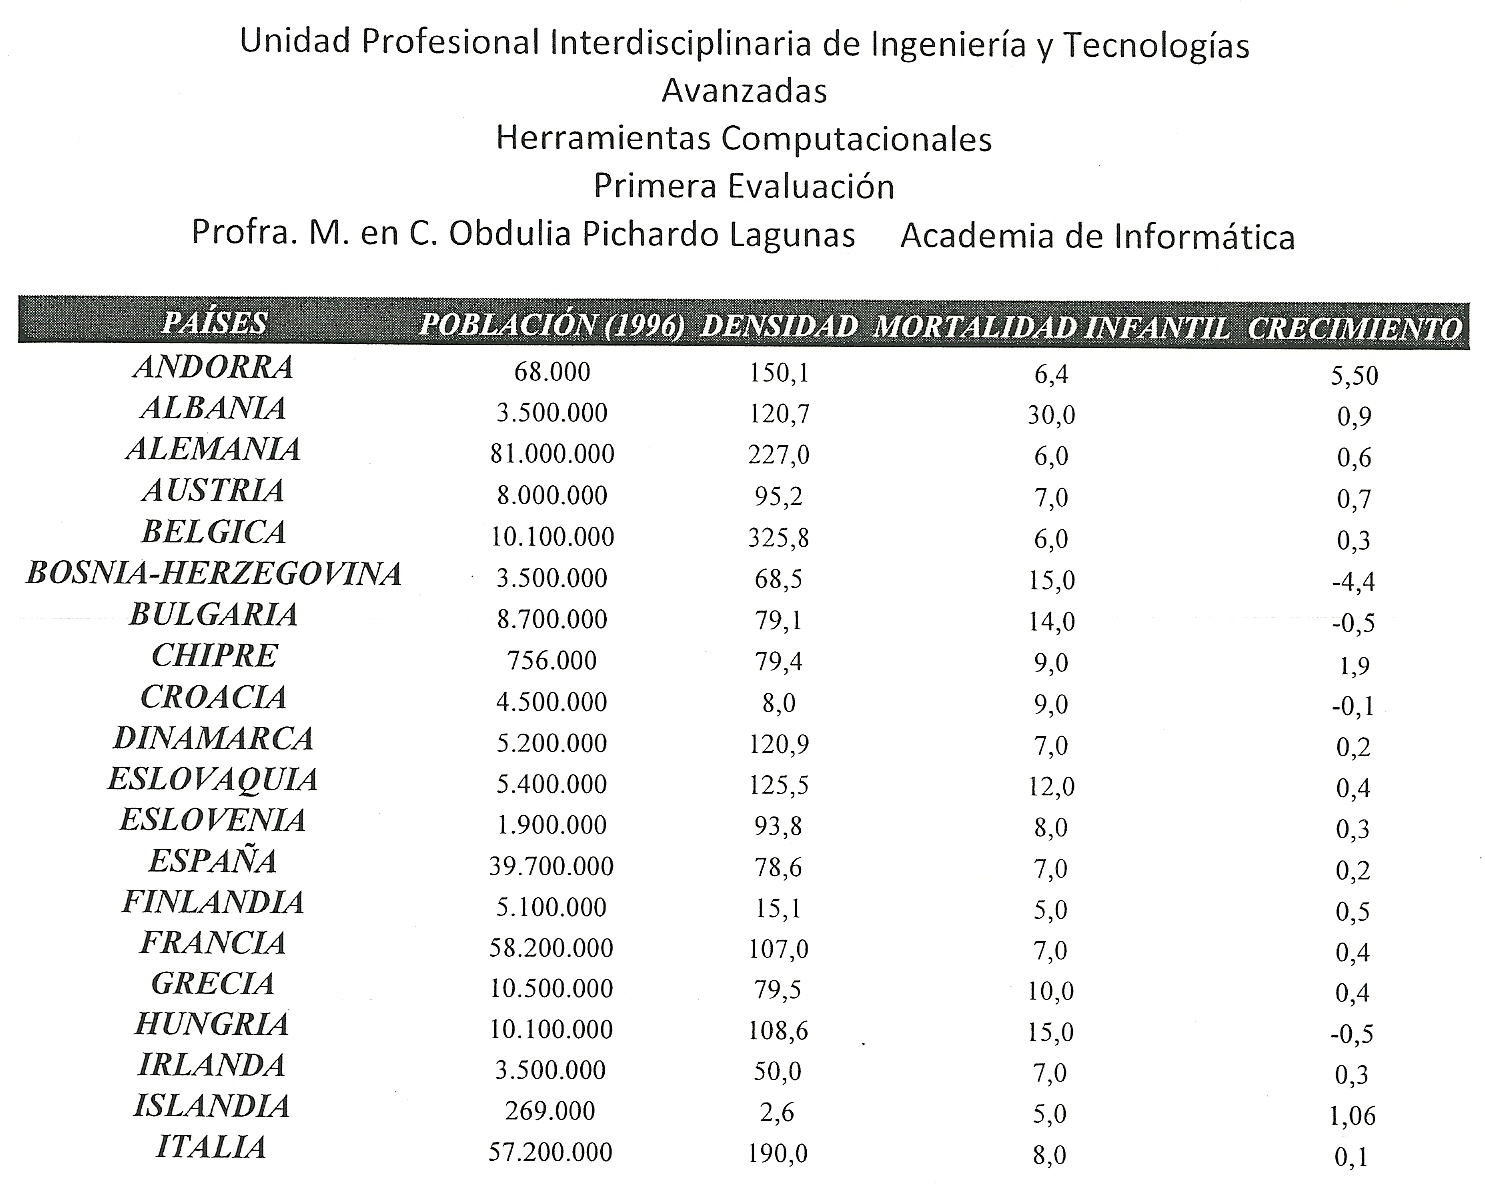 Unidad Profesional Interdisciplinaria de Ingeniería y Tecnologías
Avanzadas
Herramientas Computacionales
Primera Evaluación
Profra. M. en C. Obdulia Pichardo Lagunas Academia de Informática
PAÍSES POBLACIÓN (1996) DENSIDAD MORTALIDAD INFANTIL CRECIMIENTO
ANDORRA 68.000 150,1 6,4 5,50
ALBANIA 3.500.000 120,7 30,0 0,9
ALEMANIA 81.000.000 227,0 6,0 0,6
AUSTRIA 8.000.000 95,2 7,0 0,7
BELGICA 10.100.000 325,8 6,0 0,3
BOSNIA-HERZEGOVINA 3.500.000 68,5 15,0 -4,4
BULGARIA 8.700.000 79,1 14,0 -0,5
CHIPRE 756.000 79,4 9,0 1,9
CROACIA 4.500.000 8,0 9,0 -0,1
DINAMARCA 5.200.000 120,9 7,0 0,2
ESLOVAQUIA 5.400.000 125,5 12,0 0,4
ESLOVENIA 1.900.000 93,8 8,0 0,3
ESPAÑA 39.700.000 78,6 7,0 0,2
FINLANDIA 5.100.000 15,1 5,0 0,5
FRANCIA 58.200.000 107,0 7,0 0,4
GRECIA 10.500.000 79,5 10,0 0,4
HUNGRIA 10.100.000 108,6 15,0 -0,5
IRLANDA 3.500.000 50,0 7,0 0,3
ISLANDIA 269.000 2,6 5,0 1,06
ITALIA 57.200.000 190,0 8,0 0,1